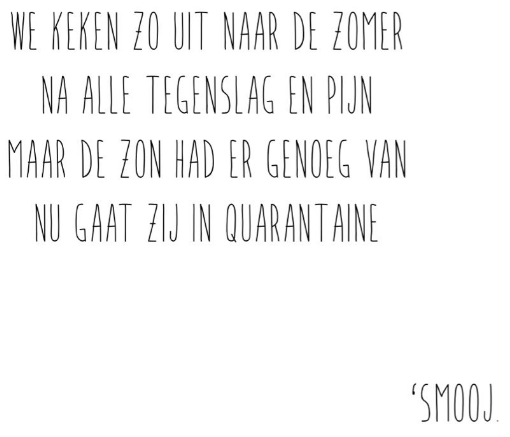 WE KEKEN ZO UIT NAAR DE ZOMER
NA ALLE TEGENSLAG EN PIJN
MAAR DE ZON HAD ER GENOEG VAN
NU GAAT ZIJ IN QUARANTAINE
‘SMOOJ.